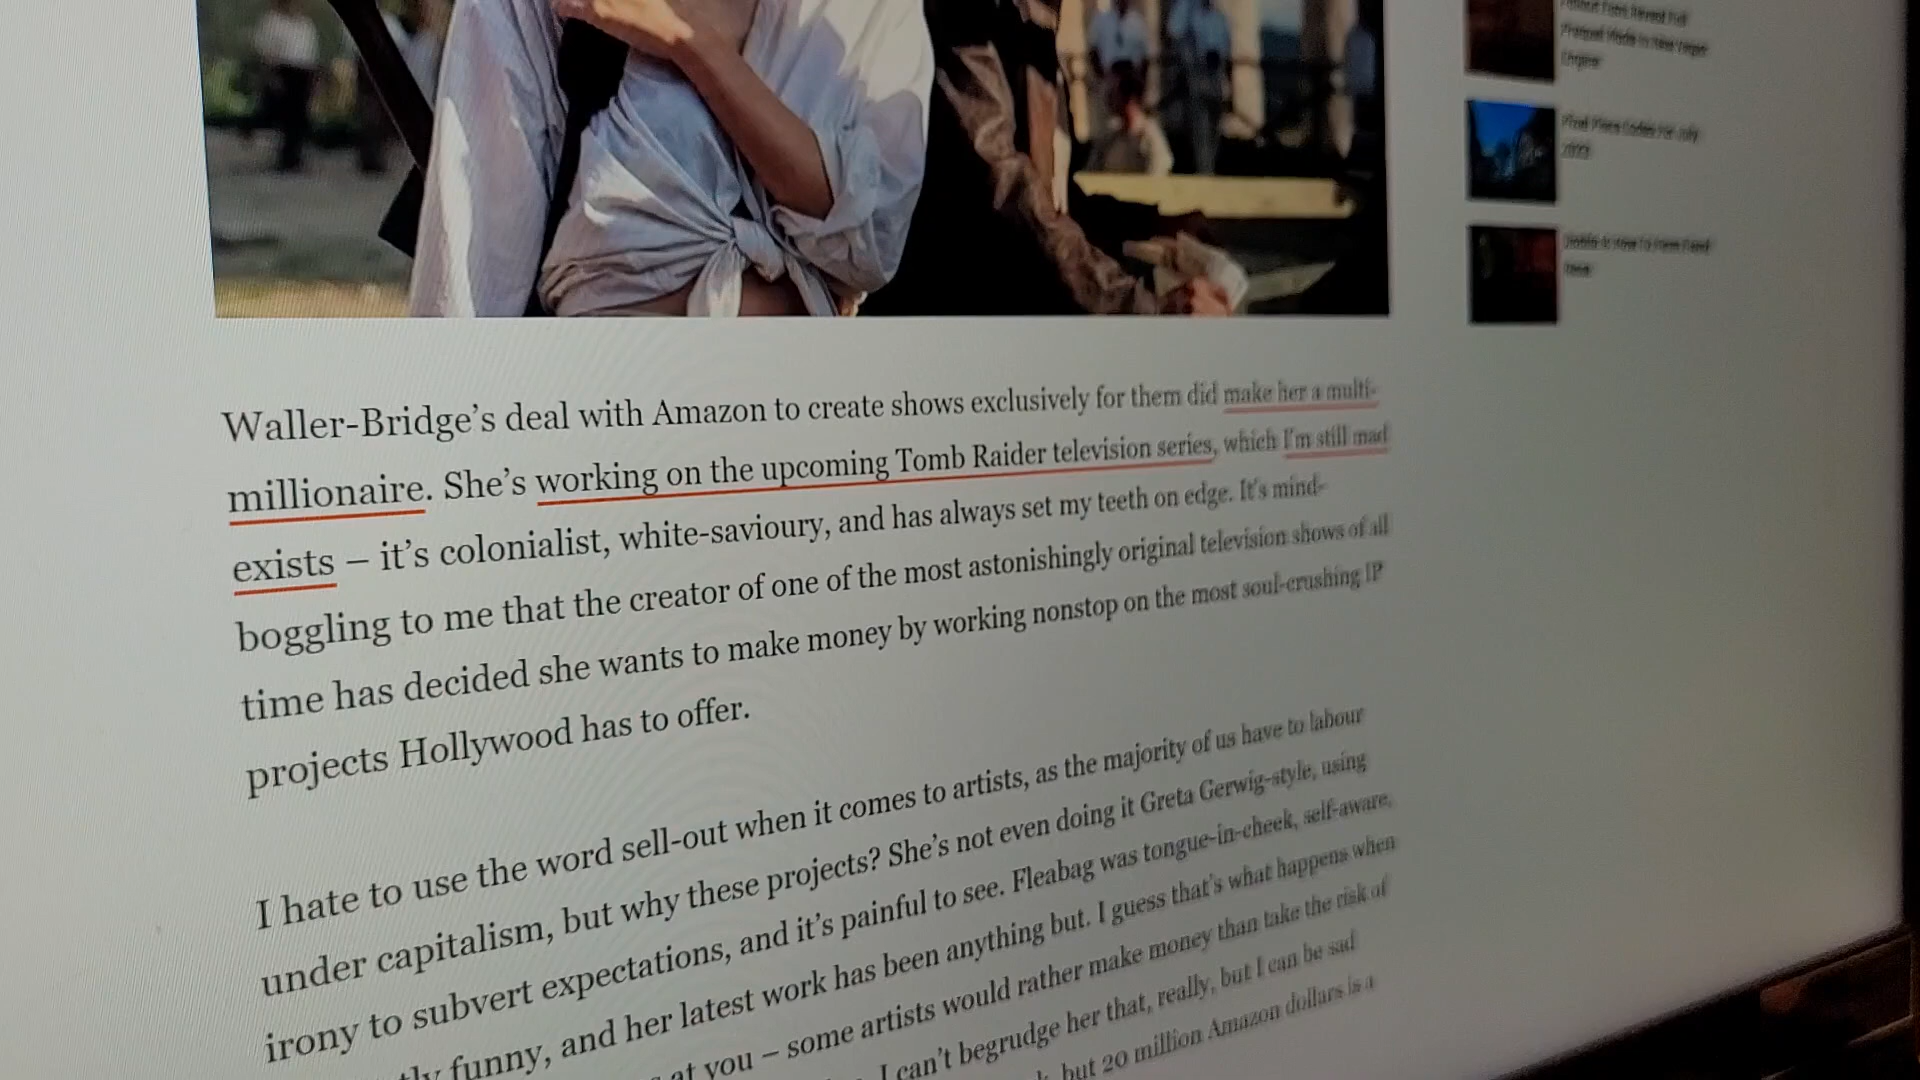 2023
Waller-Bridge’s deal with Amazon to create shows exclusively for them did make her a multi-
millionaire. She’s working on the upcoming Tomb Raider television series, which I’m still mad
exists – it’s colonialist, white-savioury, and has always set my teeth on edge. It’s mind-
boggling to me that the creator of one of the most astonishingly original television shows of all
time has decided she wants to make money by working nonstop on the most soul-crushing IP
projects Hollywood has to offer.
I hate to use the word sell-out when it comes to artists, as the majority of us have to labour
under capitalism, but why these projects? She’s not even doing it Greta Gerwig-style, using
irony to subvert expectations, and it’s painful to see. Fleabag was tongue-in-cheek, self-aware,
funny, and her latest work has been anything but. I guess that’s what happens when
at you – some artists would rather make money than take the risk of
I can’t begrudge her that, really, but I can be sad
but 20 million Amazon dollars is a